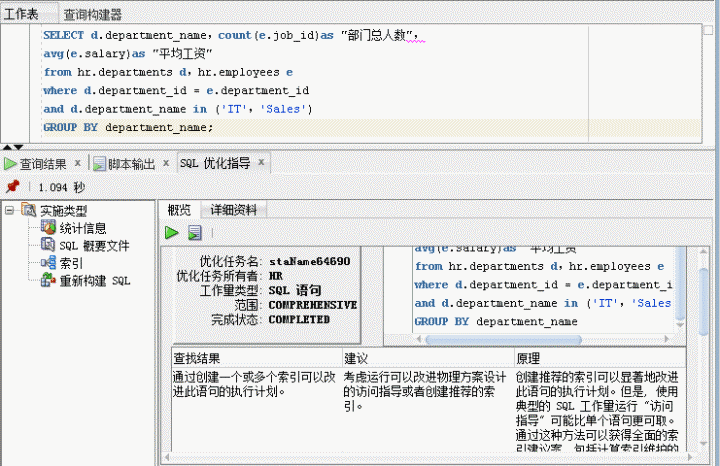 工作表 查询构建器
SELECT d.department_name，count(e.job_id)as "部门总人数"，
avg(e.salary)as "平均工资"
from hr.departments d，hr.employees e
where d.department_id = e.department_id
and d.department_name in ('IT'，'Sales')
GROUP BY department_name;
查询结果 x 脚本输出 x SQL 优化指导 x
1.094 秒
实施类型
统计信息
SQL 概要文件
索引
重新构建 SQL
概览 详细资料
优化任务名: staName64690
优化任务所有者: HR
工作量类型: SQL 语句
范围: COMPREHENSIVE
完成状态: COMPLETED
avg(e.salary)as "平均工资"
from hr.departments d，hr.employees e
where d.department_id = e.department_i
and d.department_name in ('IT'，'Sales
GROUP BY department_name
查找结果 建议 原理
通过创建一个或多个索引可以改
进此语句的执行计划。
考虑运行可以改进物理方案设计
的访问指导或者创建推荐的索
引。
创建推荐的索引可以显著地改进
此语句的执行计划。但是, 使用
典型的 SQL 工作量运行 "访问
指导" 可能比单个语句更可取。
通过这种方法可以获得全面的索
引建议案, 包括计算索引维护的